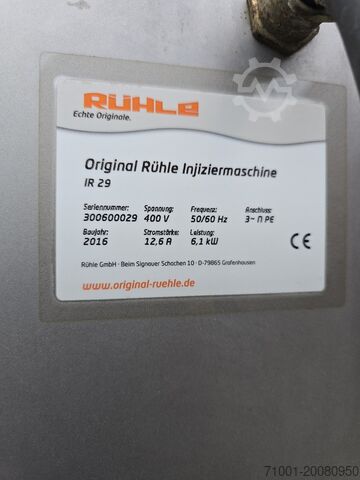 RÜHLE
Echte Originale.
Original Rühle Injiziermaschine
IR 29
Seriennummer: Spannung: Frequenz: Anschluss:
300600029 400 V 50/60 Hz 3~ N PE
Baujahr: Stromstärke: Leistung:
2016 12,6 A 6,1 kW
CE
Rühle GmbH · Beim Signauer Schachen 10 · D-79865 Grafenhausen
www.original-ruehle.de
71001-20080950